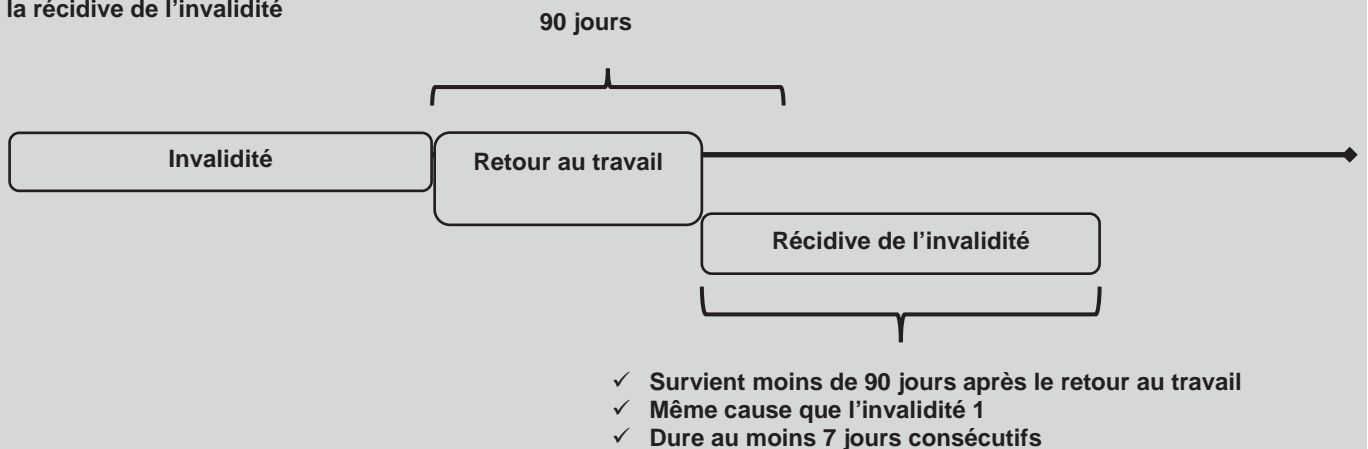 la récidive de l’invalidité
90 jours
Invalidité
Retour au travail
Récidive de l’invalidité
✓ Survient moins de 90 jours après le retour au travail
✓ Même cause que l’invalidité 1
✓ Dure au moins 7 jours consécutifs